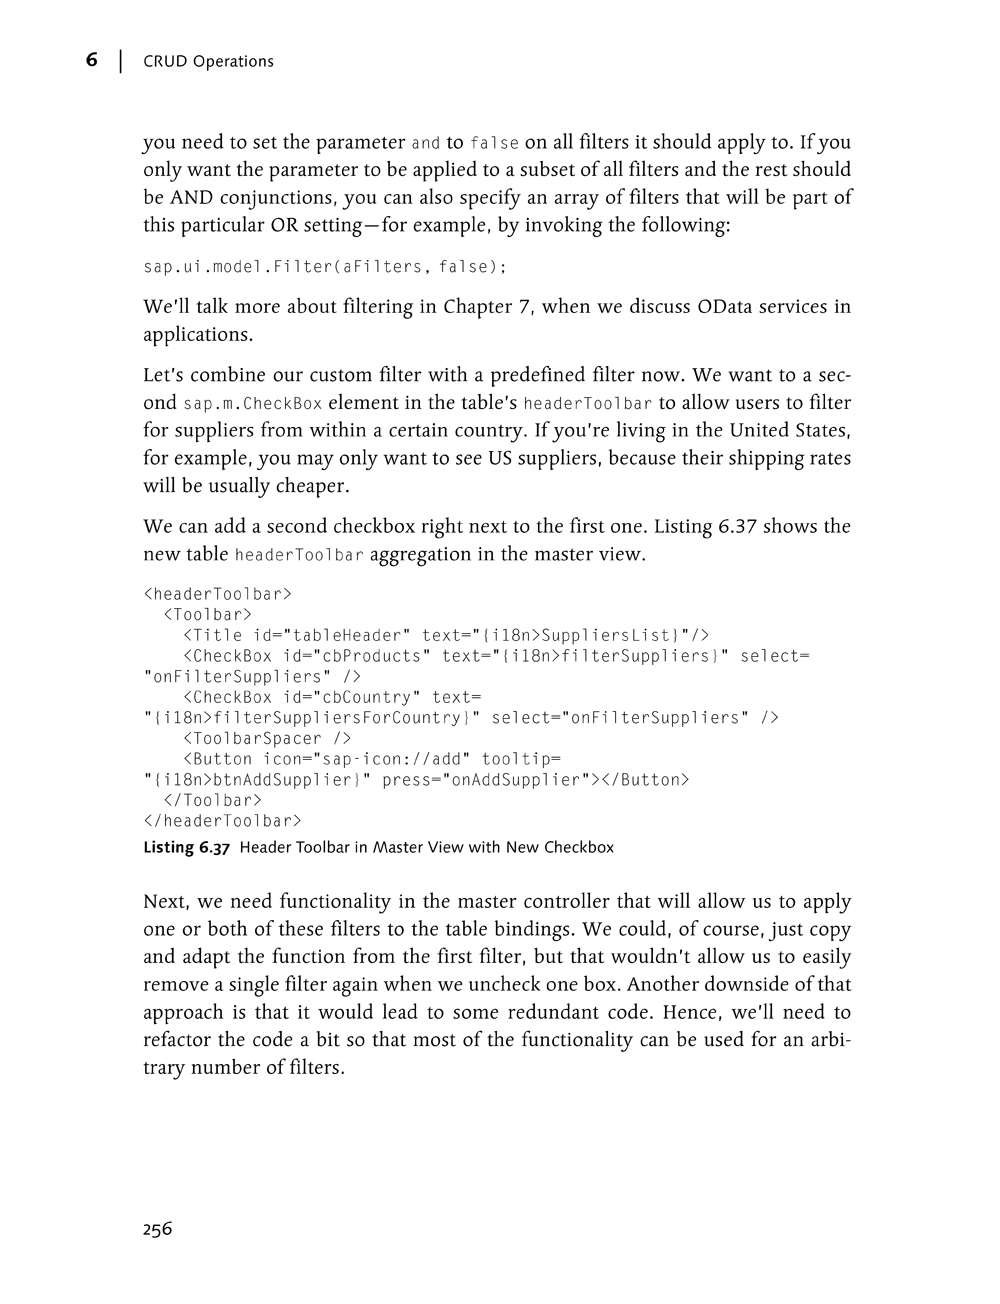 6 | CRUD Operations
you need to set the parameter and to false on all filters it should apply to. If you
only want the parameter to be applied to a subset of all filters and the rest should
be AND conjunctions, you can also specify an array of filters that will be part of
this particular OR setting—for example, by invoking the following:
sap.ui.model.Filter(aFilters, false);
We'll talk more about filtering in Chapter 7, when we discuss OData services in
applications.
Let's combine our custom filter with a predefined filter now. We want to a sec-
ond sap.m.CheckBox element in the table's headerToolbar to allow users to filter
for suppliers from within a certain country. If you're living in the United States,
for example, you may only want to see US suppliers, because their shipping rates
will be usually cheaper.
We can add a second checkbox right next to the first one. Listing 6.37 shows the
new table headerToolbar aggregation in the master view.
<headerToolbar>
  <Toolbar>
    <Title id="tableHeader" text="{i18n>SuppliersList}"/>
    <CheckBox id="cbProducts" text="{i18n>filterSuppliers}" select=
"onFilterSuppliers" />
    <CheckBox id="cbCountry" text=
"{i18n>filterSuppliersForCountry}" select="onFilterSuppliers" />
    <ToolbarSpacer />
    <Button icon="sap-icon://add" tooltip=
"{i18n>btnAddSupplier}" press="onAddSupplier"></Button>
  </Toolbar>
</headerToolbar>
Listing 6.37 Header Toolbar in Master View with New Checkbox
Next, we need functionality in the master controller that will allow us to apply
one or both of these filters to the table bindings. We could, of course, just copy
and adapt the function from the first filter, but that wouldn't allow us to easily
remove a single filter again when we uncheck one box. Another downside of that
approach is that it would lead to some redundant code. Hence, we'll need to
refactor the code a bit so that most of the functionality can be used for an arbi-
trary number of filters.
256